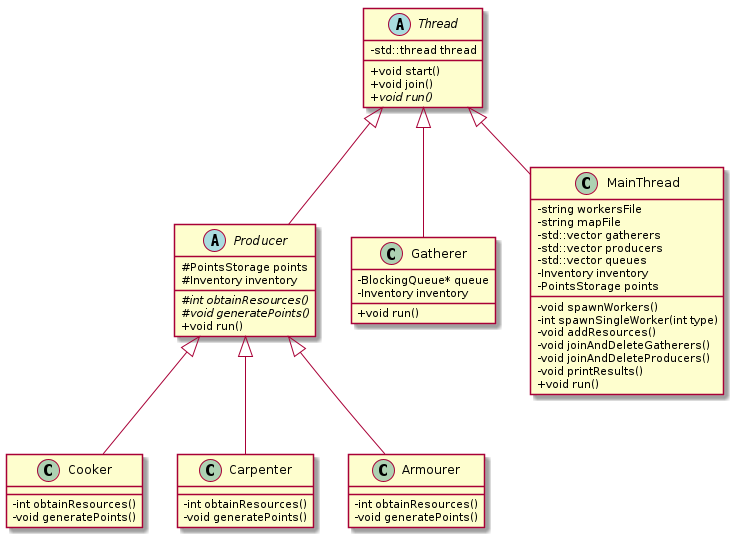 A Thread
-std::thread thread
+void start()
+void join()
+void run()
A Producer
#PointsStorage points
#Inventory inventory
#int obtainResources()
#void generatePoints()
+void run()
C Gatherer
-BlockingQueue* queue
-Inventory inventory
+void run()
C MainThread
-string workersFile
-string mapFile
-std::vector gatherers
-std::vector producers
-std::vector queues
-Inventory inventory
-PointsStorage points
-void spawnWorkers()
-int spawnSingleWorker(int type)
-void addResources()
-void joinAndDeleteGatherers()
-void joinAndDeleteProducers()
-void printResults()
+void run()
C Cooker
-int obtainResources()
-void generatePoints()
C Carpenter
-int obtainResources()
-void generatePoints()
C Armourer
-int obtainResources()
-void generatePoints()